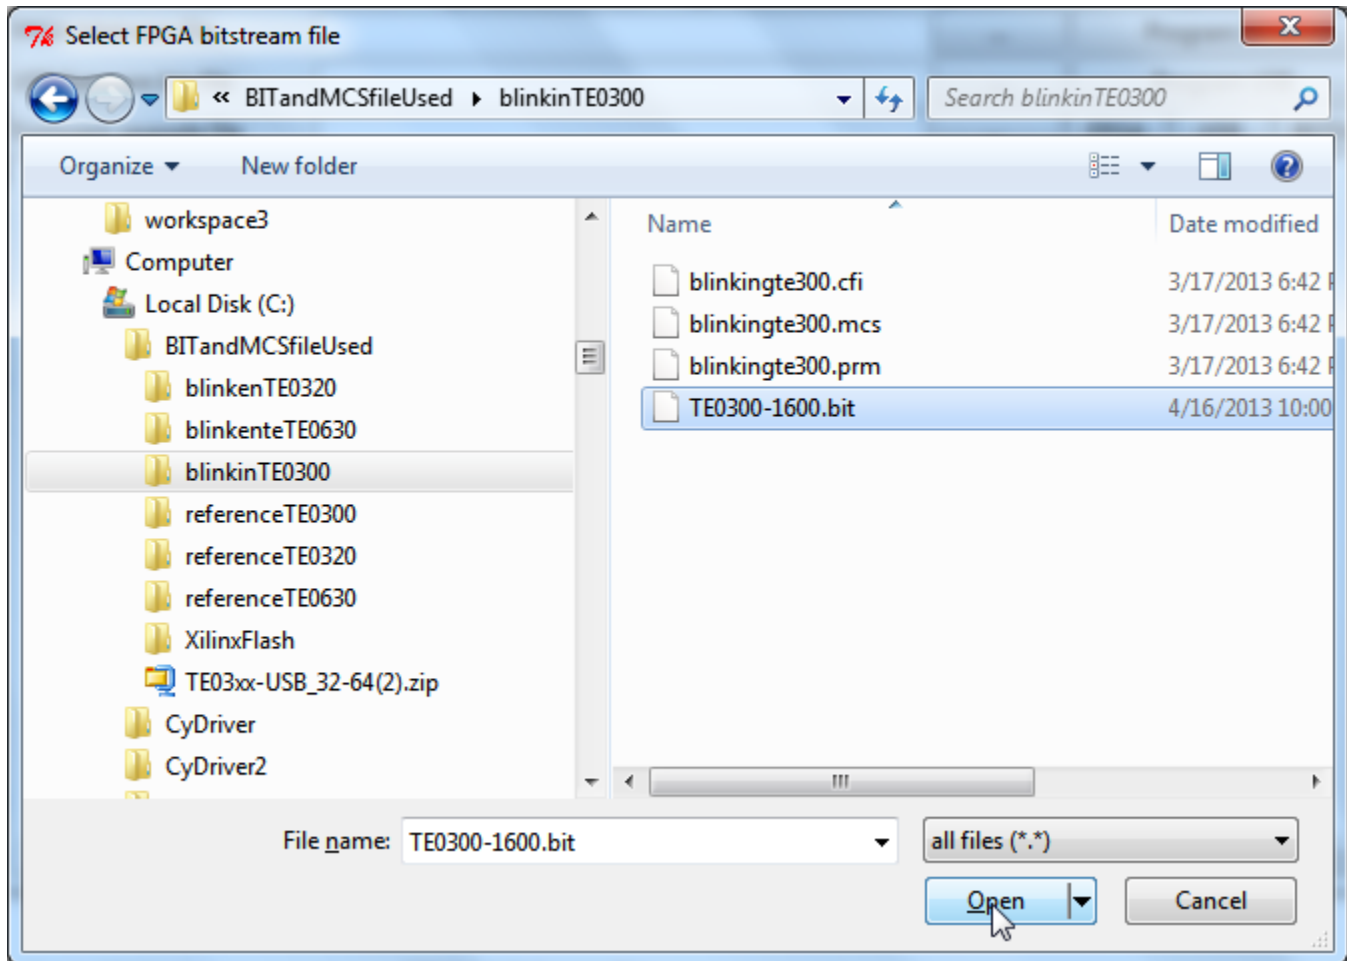 Select FPGA bitstream file
« BITandMCSfileUsed blinkinTE0300
Search blinkinTE0300
Organize New folder
workspace3
Computer
Local Disk (C:)
BITandMCSfileUsed
blinkenTE0320
blinkenteTE0630
blinkinTE0300
referenceTE0300
referenceTE0320
referenceTE0630
XilinxFlash
TE03xx-USB_32-64(2).zip
CyDriver
CyDriver2
Name Date modified
blinkingte300.cfi 3/17/2013 6:42
blinkingte300.mcs 3/17/2013 6:42
blinkingte300.prm 3/17/2013 6:42
TE0300-1600.bit 4/16/2013 10:00
File name: TE0300-1600.bit
all files (*.*)
Open Cancel